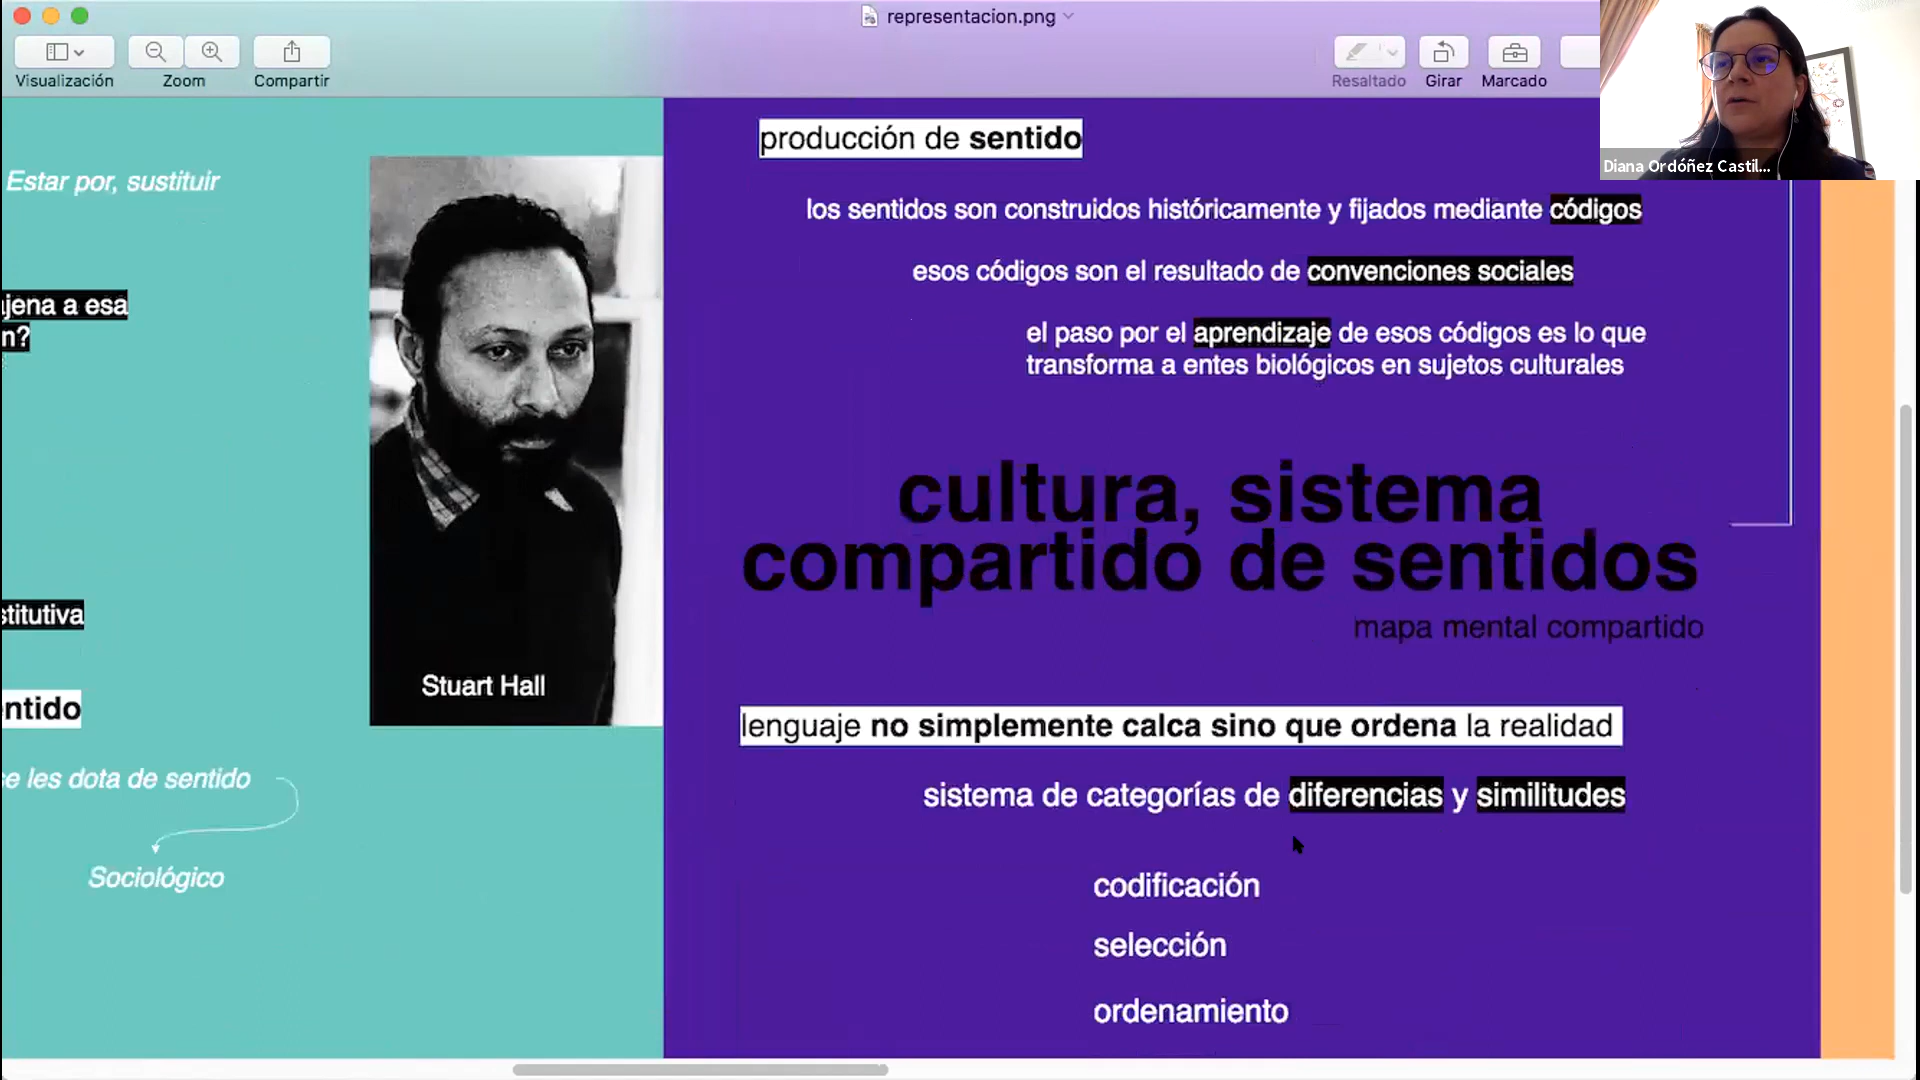 representacion.png
Visualización
Zoom
Compartir
Resaltado
Girar
Marcado
Diana Ordóñez Castil...
Estar por, sustituir
ajena a esa
n?
stitutiva
entido
se les dota de sentido
Sociológico
Stuart Hall
producción de sentido
los sentidos son construidos históricamente y fijados mediante códigos
esos códigos son el resultado de convenciones sociales
el paso por el aprendizaje de esos códigos es lo que
transforma a entes biológicos en sujetos culturales
cultura, sistema
compartido de sentidos
mapa mental compartido
lenguaje no simplemente calca sino que ordena la realidad
sistema de categorías de diferencias y similitudes
codificación
selección
ordenamiento